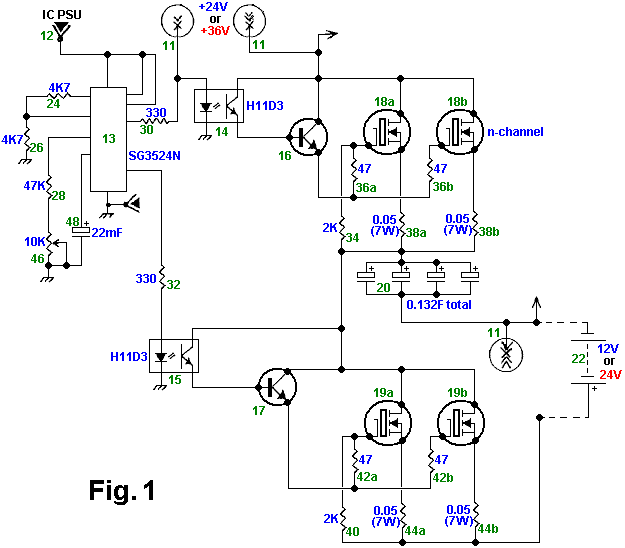 IC PSU
12
+24V
or
+36V
11
11
4K7
24
13
330
30
H11D3
14
16
18a
18b
n-channel
4K7
26
SG3524N
47K
28
47
36a
47
36b
48
22mF
10K
46
2K
34
0.05
(7W)
38a
0.05
(7W)
38b
330
32
20
0.132F total
11
22
12V
or
24V
H11D3
15
17
19a
19b
47
42a
47
42b
Fig. 1
2K
40
0.05
(7W)
44a
0.05
(7W)
44b